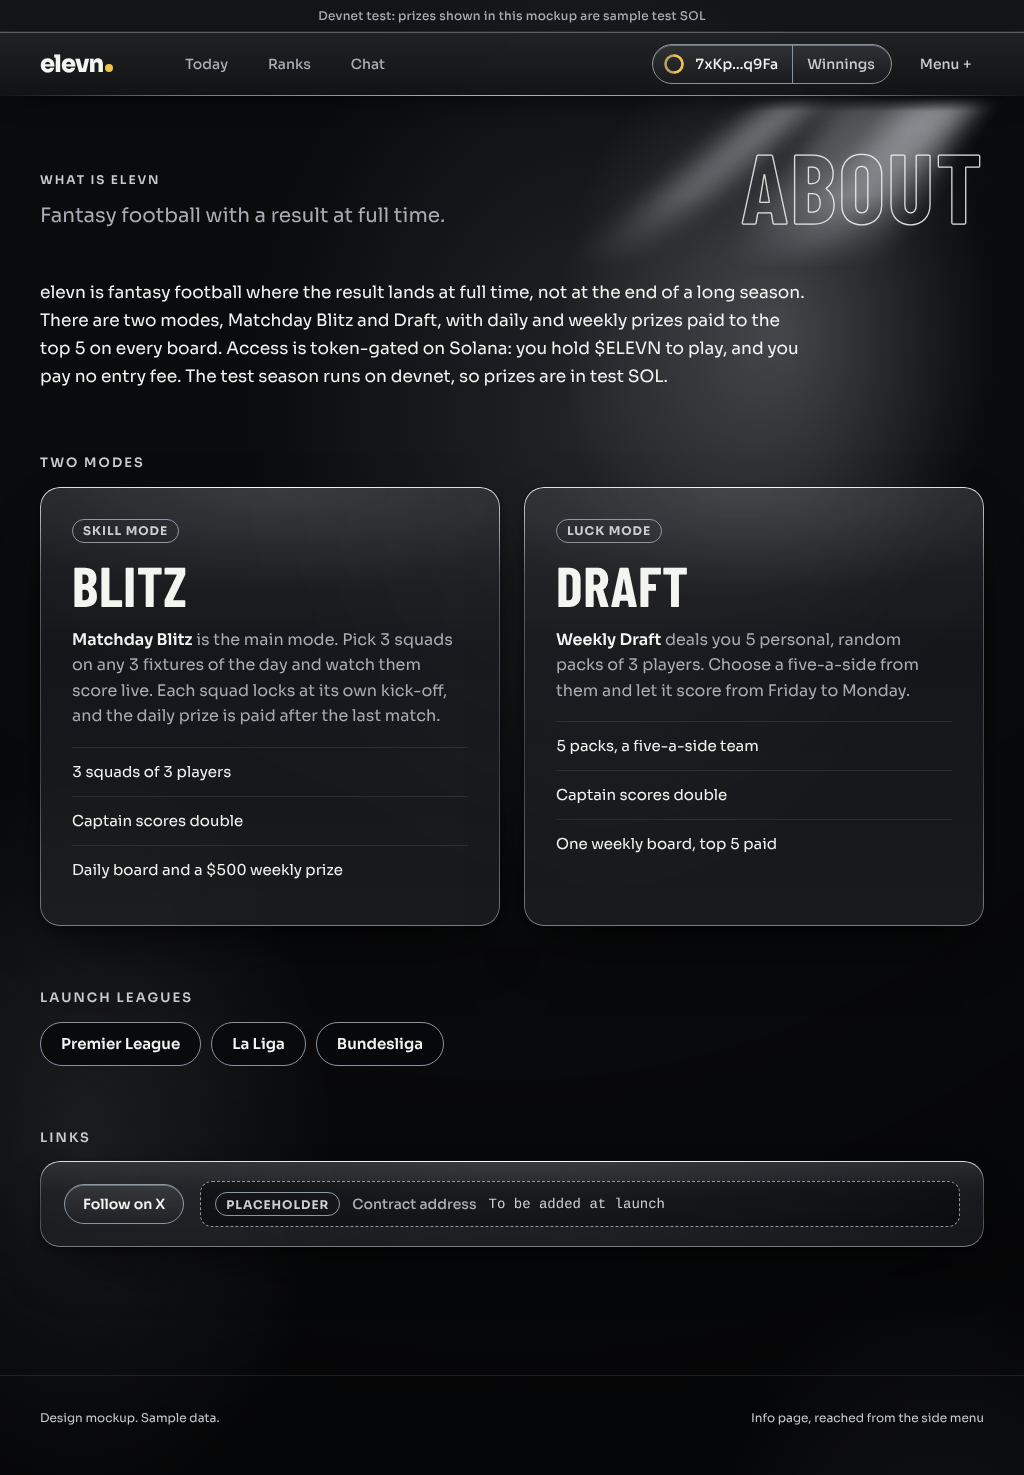 Devnet test: prizes shown in this mockup are sample test SOL
elevn.
Today
Ranks
Chat
7xKp...q9Fa
Winnings
Menu +
WHAT IS ELEVN
Fantasy football with a result at full time.
ABOUT
elevn is fantasy football where the result lands at full time, not at the end of a long season.
There are two modes, Matchday Blitz and Draft, with daily and weekly prizes paid to the
top 5 on every board. Access is token-gated on Solana: you hold $ELEVN to play, and you
pay no entry fee. The test season runs on devnet, so prizes are in test SOL.
TWO MODES
SKILL MODE
BLITZ
Matchday Blitz is the main mode. Pick 3 squads
on any 3 fixtures of the day and watch them
score live. Each squad locks at its own kick-off,
and the daily prize is paid after the last match.
3 squads of 3 players
Captain scores double
Daily board and a $500 weekly prize
LUCK MODE
DRAFT
Weekly Draft deals you 5 personal, random
packs of 3 players. Choose a five-a-side from
them and let it score from Friday to Monday.
5 packs, a five-a-side team
Captain scores double
One weekly board, top 5 paid
LAUNCH LEAGUES
Premier League
La Liga
Bundesliga
LINKS
Follow on X
PLACEHOLDER
Contract address
To be added at launch
Design mockup. Sample data.
Info page, reached from the side menu